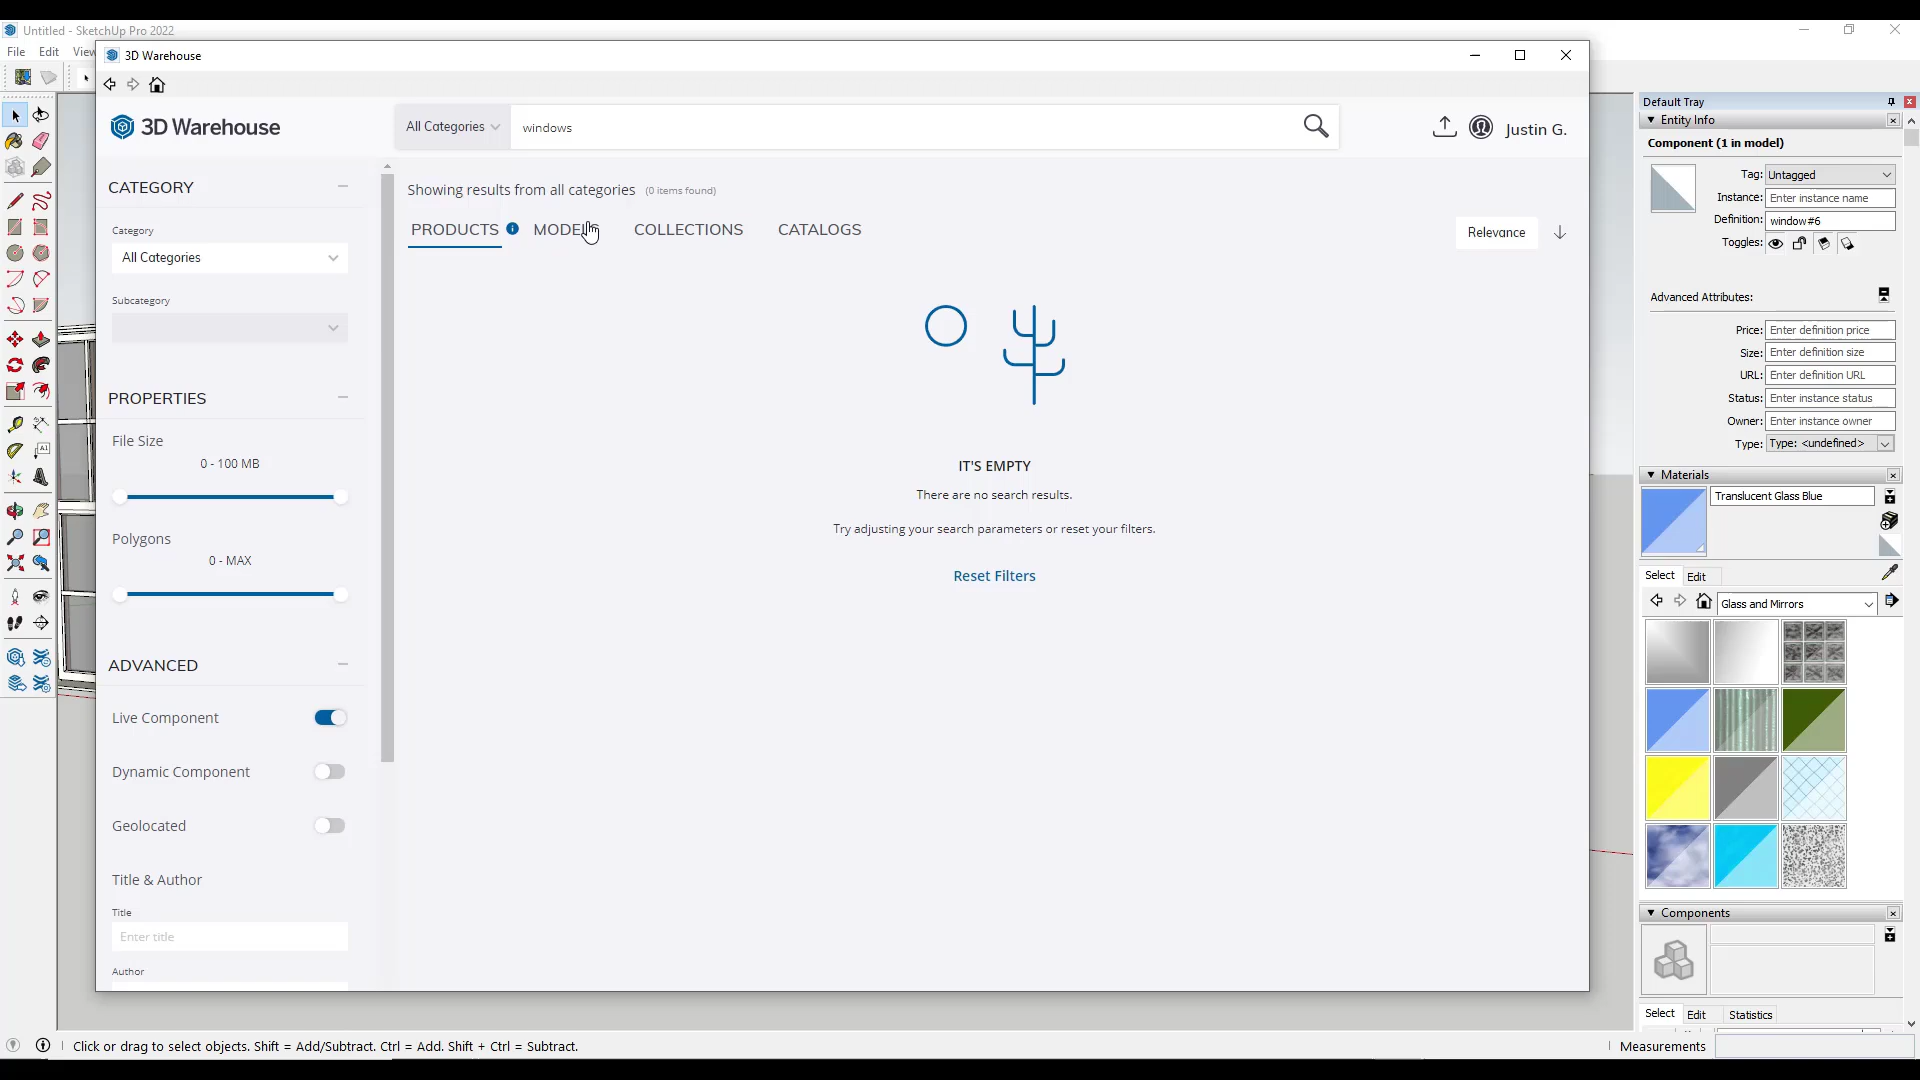 Untitled - SketchUp Pro 2022
File Edit View
3D Warehouse
3D Warehouse
All Categories
windows
Justin G.
CATEGORY
Category
All Categories
Subcategory
PROPERTIES
File Size
0 - 100 MB
Polygons
0 - MAX
ADVANCED
Live Component
Dynamic Component
Geolocated
Title & Author
Title
Enter title
Author
Showing results from all categories (0 items found)
PRODUCTS MODELS COLLECTIONS CATALOGS
Relevance
IT'S EMPTY
There are no search results.
Try adjusting your search parameters or reset your filters.
Reset Filters
Default Tray
Entity Info
Component (1 in model)
Tag: Untagged
Instance: Enter instance name
Definition: window#6
Toggles:
Advanced Attributes:
Price: Enter definition price
Size: Enter definition size
URL: Enter definition URL
Status: Enter instance status
Owner: Enter instance owner
Type: Type: <undefined>
Materials
Translucent Glass Blue
Select Edit
Glass and Mirrors
Components
Select Edit Statistics
Click or drag to select objects. Shift = Add/Subtract. Ctrl = Add. Shift + Ctrl = Subtract.
Measurements